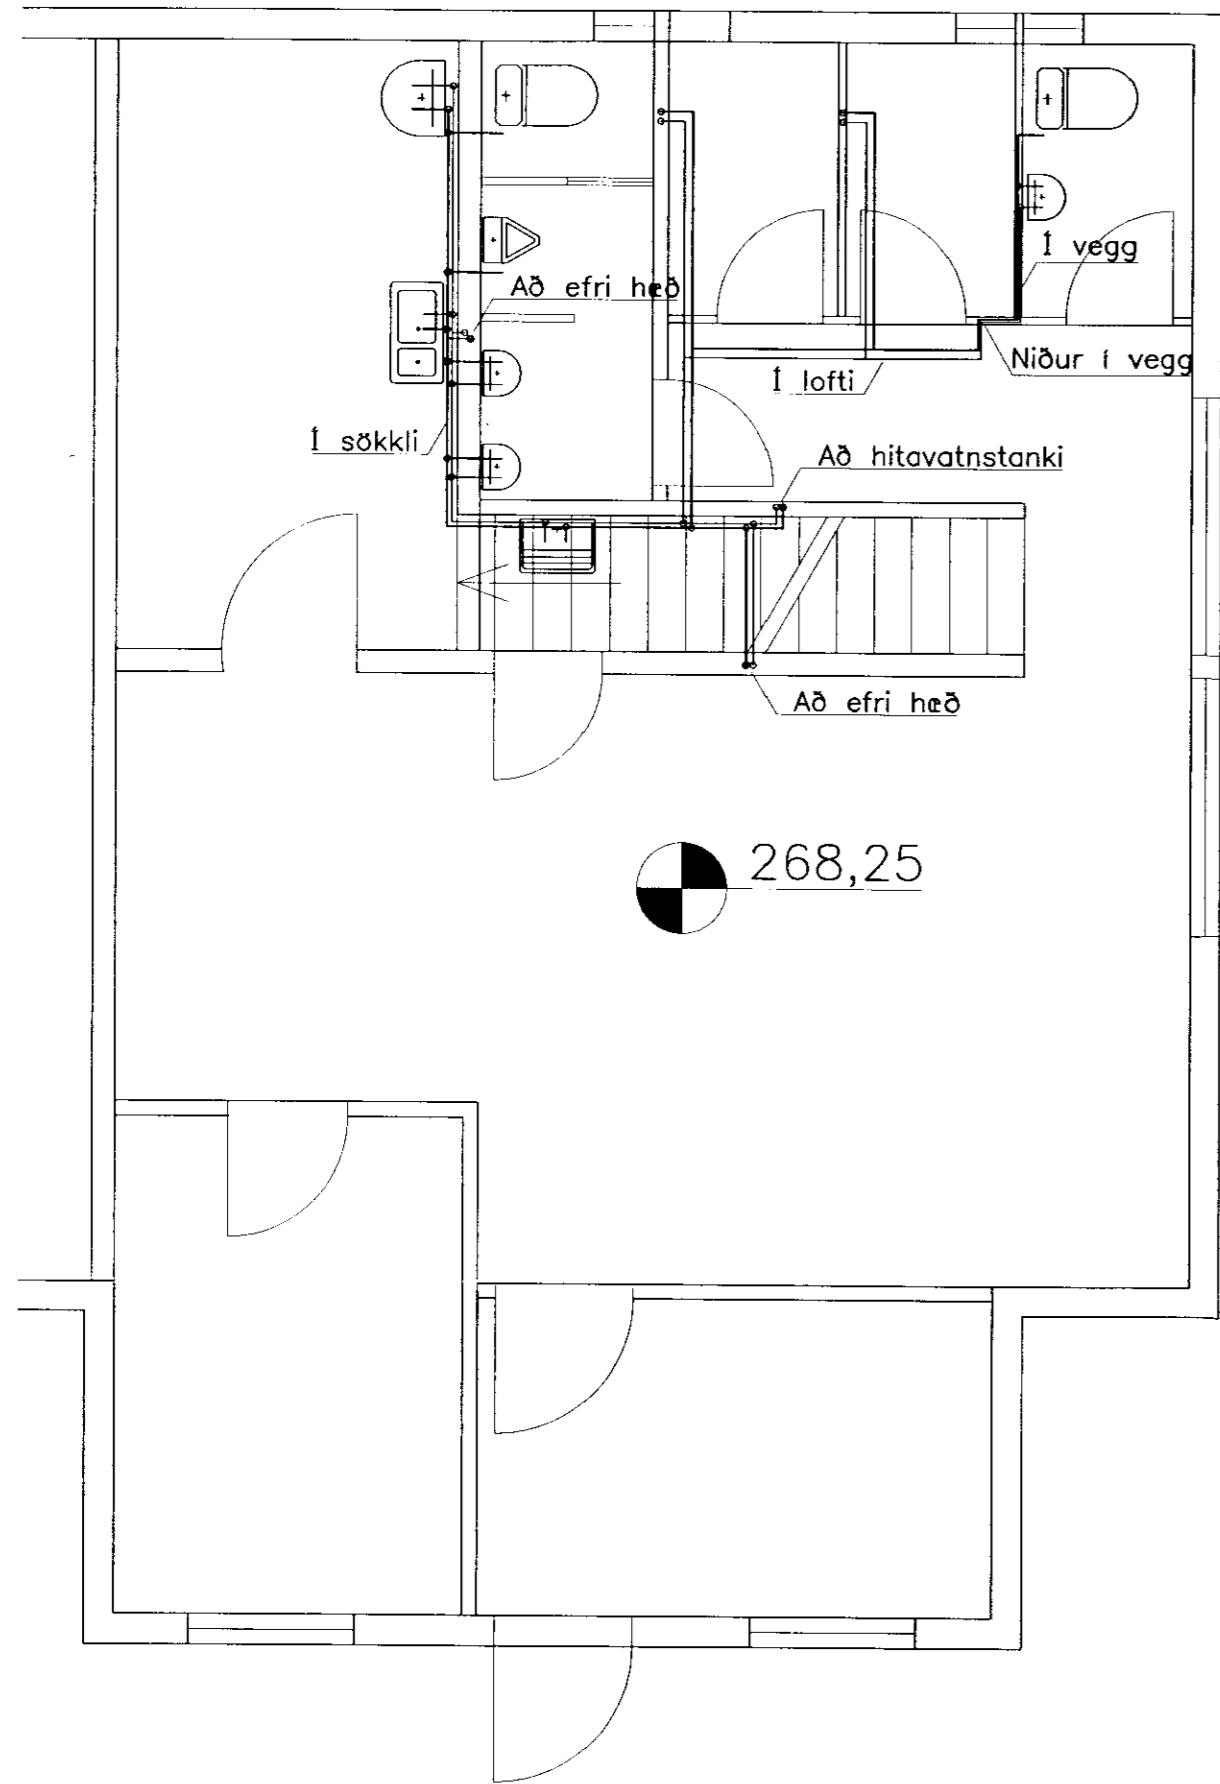 Í vegg
Að efri hæð
Niður í vegg
Í lofti
Í sökkli
Að hitavatnstanki
Að efri hæð
268,25